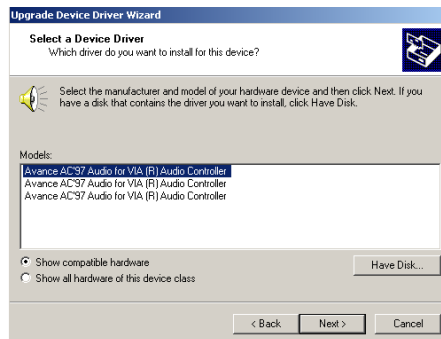 Upgrade Device Driver Wizard
Select a Device Driver
Which driver do you want to install for this device?
Select the manufacturer and model of your hardware device and then click Next. If you
have a disk that contains the driver you want to install, click Have Disk.
Models:
Avance AC'97 Audio for VIA (R) Audio Controller
Avance AC'97 Audio for VIA (R) Audio Controller
Avance AC'97 Audio for VIA (R) Audio Controller
Show compatible hardware
Show all hardware of this device class
Have Disk...
< Back
Next >
Cancel